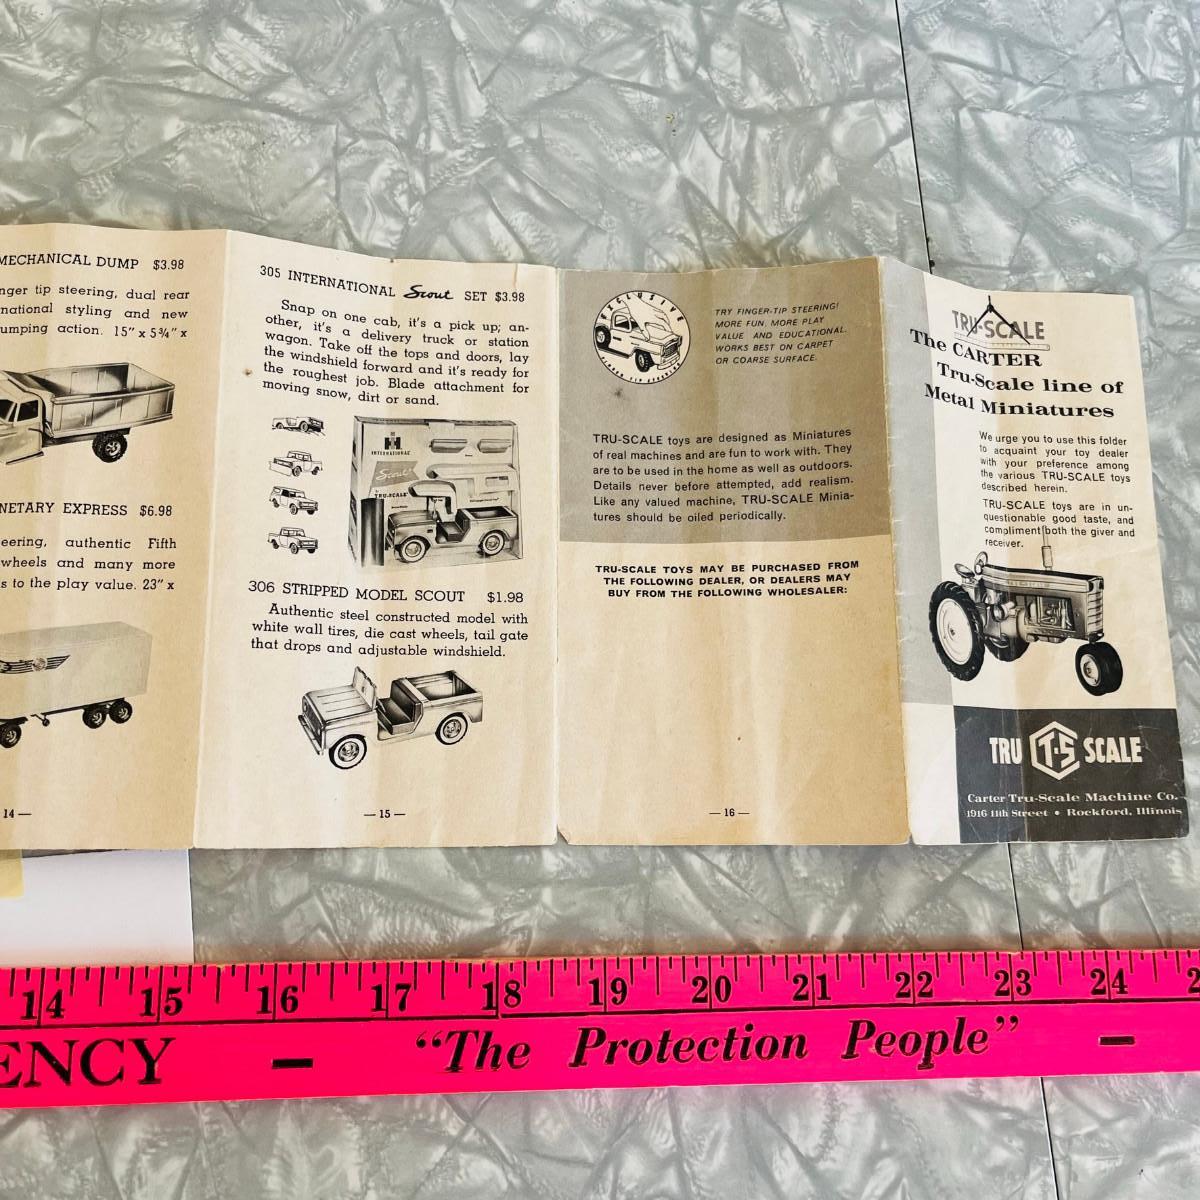 MECHANICAL DUMP $3.98
nger tip steering, dual rear
national styling and new
umping action. 15" x 5¾" x
NETARY EXPRESS $6.98
eering, authentic Fifth
wheels and many more
s to the play value. 23" x
14 —
305 INTERNATIONAL Scout SET $3.98
Snap on one cab, it's a pick up; an-
other, it's a delivery truck or station
wagon. Take off the tops and doors, lay
the windshield forward and it's ready for
the roughest job. Blade attachment for
moving snow, dirt or sand.
INTERNATIONAL
Scout
TRU-SCALE
306 STRIPPED MODEL SCOUT $1.98
Authentic steel constructed model with
white wall tires, die cast wheels, tail gate
that drops and adjustable windshield.
— 15 —
EXCLUSIVE
FINGER TIP STEERING
TRY FINGER-TIP STEERING!
MORE FUN, MORE PLAY
VALUE AND EDUCATIONAL.
WORKS BEST ON CARPET
OR COARSE SURFACE.
TRU-SCALE toys are designed as Miniatures
of real machines and are fun to work with. They
are to be used in the home as well as outdoors.
Details never before attempted, add realism.
Like any valued machine, TRU-SCALE Minia-
tures should be oiled periodically.
TRU-SCALE TOYS MAY BE PURCHASED FROM
THE FOLLOWING DEALER, OR DEALERS MAY
BUY FROM THE FOLLOWING WHOLESALER:
— 16 —
TRU-SCALE
The CARTER
Tru-Scale line of
Metal Miniatures
We urge you to use this folder
to acquaint your toy dealer
with your preference among
the various TRU-SCALE toys
described herein.
TRU-SCALE toys are in un-
questionable good taste, and
compliment both the giver and
receiver.
TRU T-S SCALE
Carter Tru-Scale Machine Co.
1916 11th Street • Rockford, Illinois
14 15 16 17 18 19 20 21 22 23 24 2
ENCY — "The Protection People" —